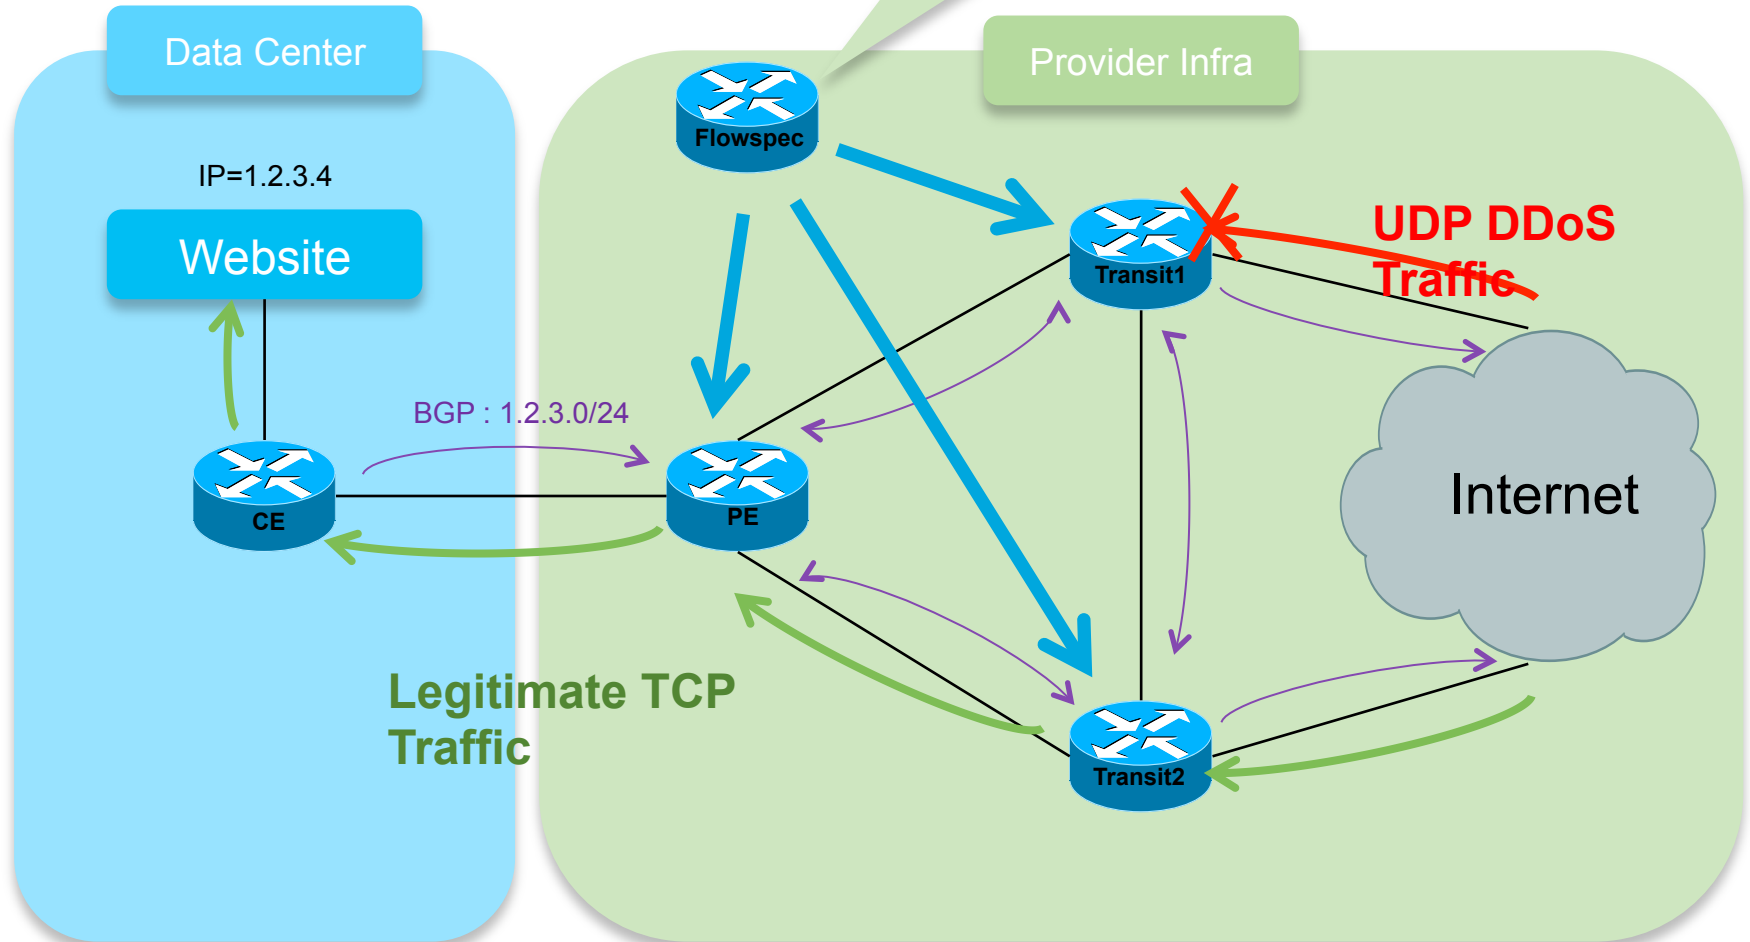 Data Center
Provider Infra
Flowspec
IP=1.2.3.4
Website
UDP DDoS
Traffic
Transit1
BGP : 1.2.3.0/24
Internet
CE
PE
Legitimate TCP
Traffic
Transit2